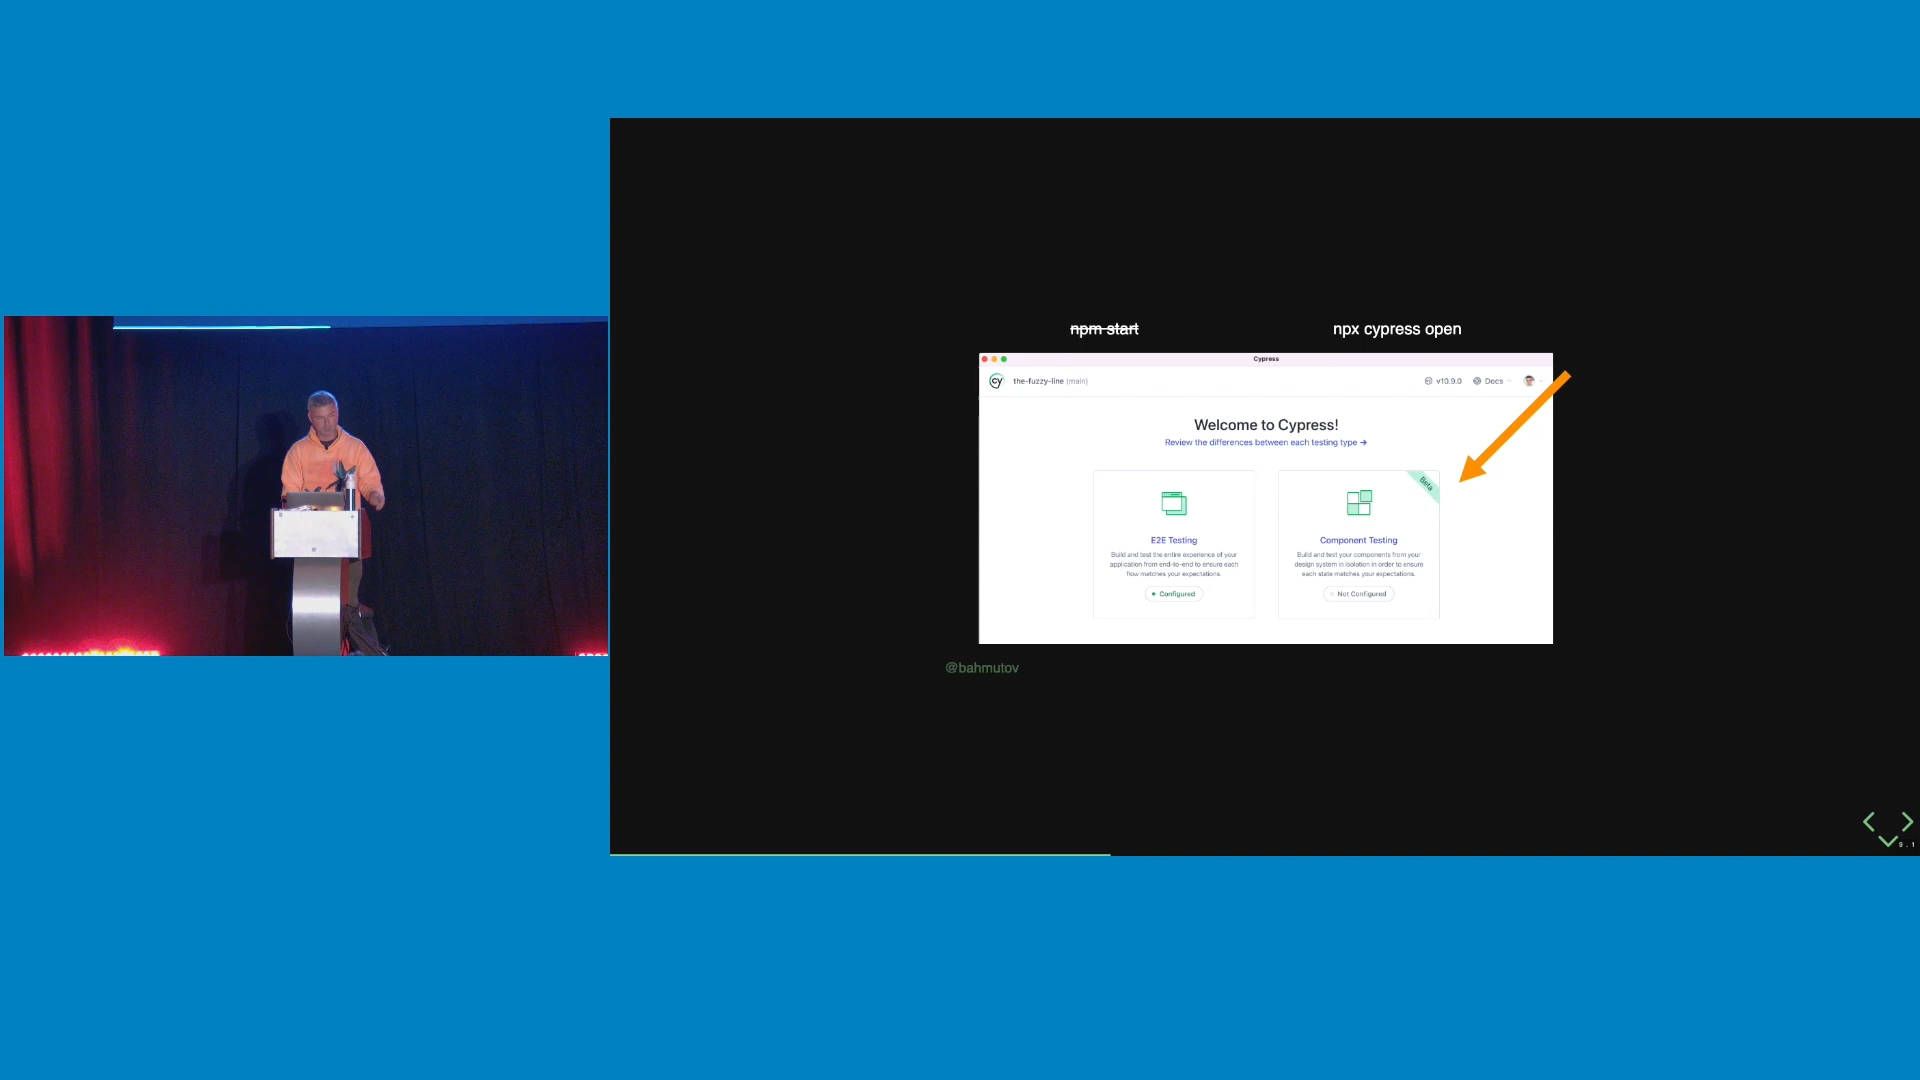 npm start
npx cypress open
Cypress
cy
the-fuzzy-line (main)
v10.9.0
Docs
Welcome to Cypress!
Review the differences between each testing type →
E2E Testing
Build and test the entire experience of your
application from end-to-end to ensure each
flow matches your expectations.
Configured
Beta
Component Testing
Build and test your components from your
design system in isolation in order to ensure
each state matches your expectations.
Not Configured
@bahmutov
9.1